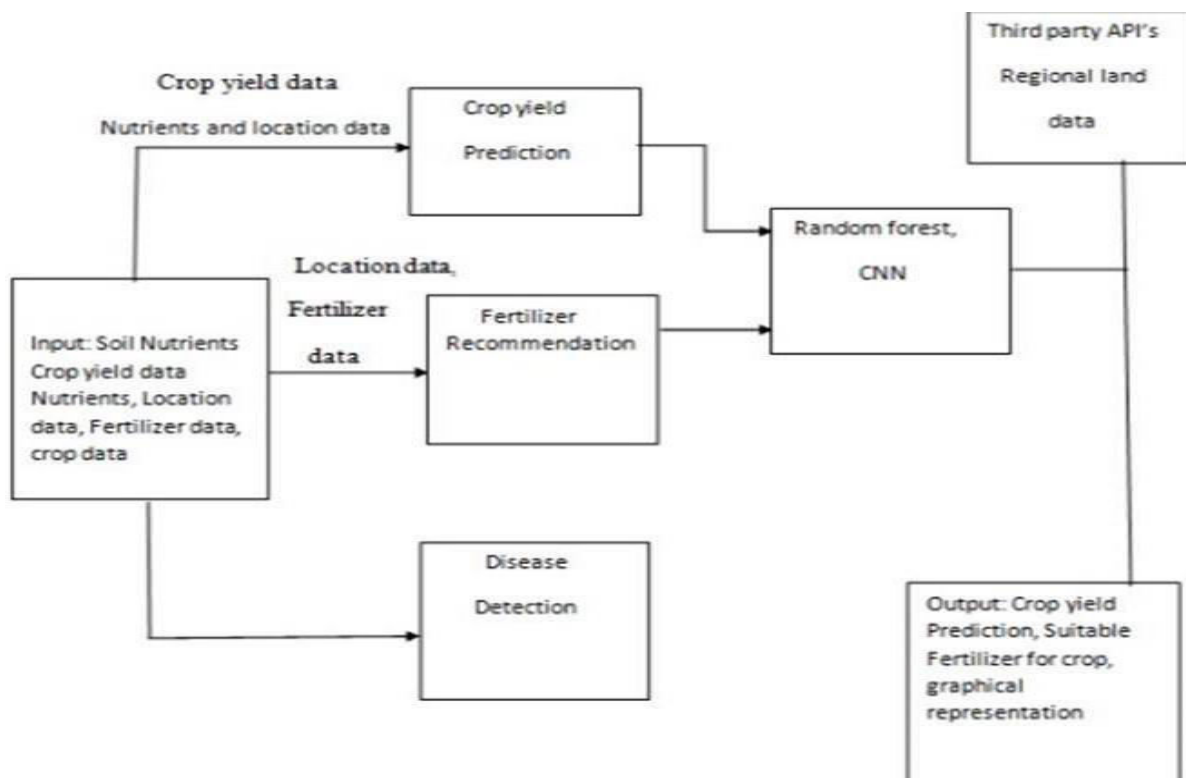 Third party API's
Regional land
data
Crop yield data
Nutrients and location data
Crop yield
Prediction
Random forest,
CNN
Location data,
Fertilizer
data
Fertilizer
Recommendation
Input: Soil Nutrients
Crop yield data
Nutrients, Location
data, Fertilizer data,
crop data
Disease
Detection
Output: Crop yield
Prediction, Suitable
Fertilizer for crop,
graphical
representation